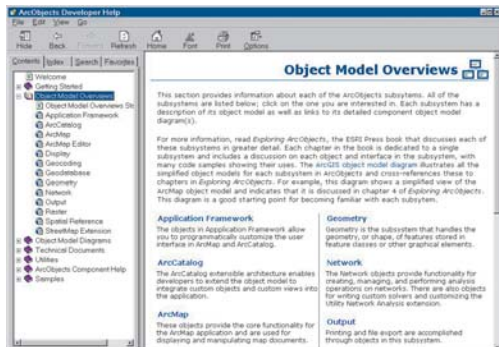 ArcObjects Developer Help
File Edit View Go
Hide Back Forward Refresh Home Font Print Options
Contents Index Search Favorites
Welcome
Getting Started
Object Model Overviews
Object Model Overviews St
Application Framework
ArcCatalog
ArcMap
ArcMap Editor
Display
Geocoding
Geodatabase
Geometry
Network
Output
Raster
Spatial Reference
StreetMap Extension
Object Model Diagrams
Technical Documents
Utilities
ArcObjects Component Help
Samples
Object Model Overviews
This section provides information about each of the ArcObjects subsytems. All of the
subsystems are listed below; click on the one you are interested in. Each subsystem has a
description of its object model as well as links to its detailed component object model
diagram(s).
For more information, read Exploring ArcObjects, the ESRI Press book that discusses each of
these subsystems in greater detail. Each chapter in the book is dedicated to a single
subsystem and includes a discussion on each object and interface in the subsystem, with
many code samples showing their uses. The ArcGIS object model diagram illustrates all the
simplified object models for each subsystem in ArcObjects and cross-references these to
chapters in Exploring ArcObjects. For example, this diagram shows a simplified view of the
ArcMap object model and indicates that it is discussed in chapter 4 of Exploring ArcObjects.
This diagram is a good starting point for becoming familiar with each subsystem.
Application Framework
The objects in Application Framework allow
you to programmatically customize the user
interface in ArcMap and ArcCatalog.
ArcCatalog
The ArcCatalog extensible architecture enables
developers to extend the object model to
integrate custom objects and custom views into
the application.
ArcMap
These objects provide the core functionality for
the ArcMap application and are used for
displaying and manipulating map documents.
Geometry
Geometry is the subsystem that handles the
geometry, or shape, of features stored in
feature classes or other graphical elements.
Network
The Network objects provide functionality for
creating, managing, and performing analysis
operations on networks. There are also objects
for writing custom solvers and customizing the
Utility Network Analysis extension.
Output
Printing and file export are accomplished
through objects in this subsystem.